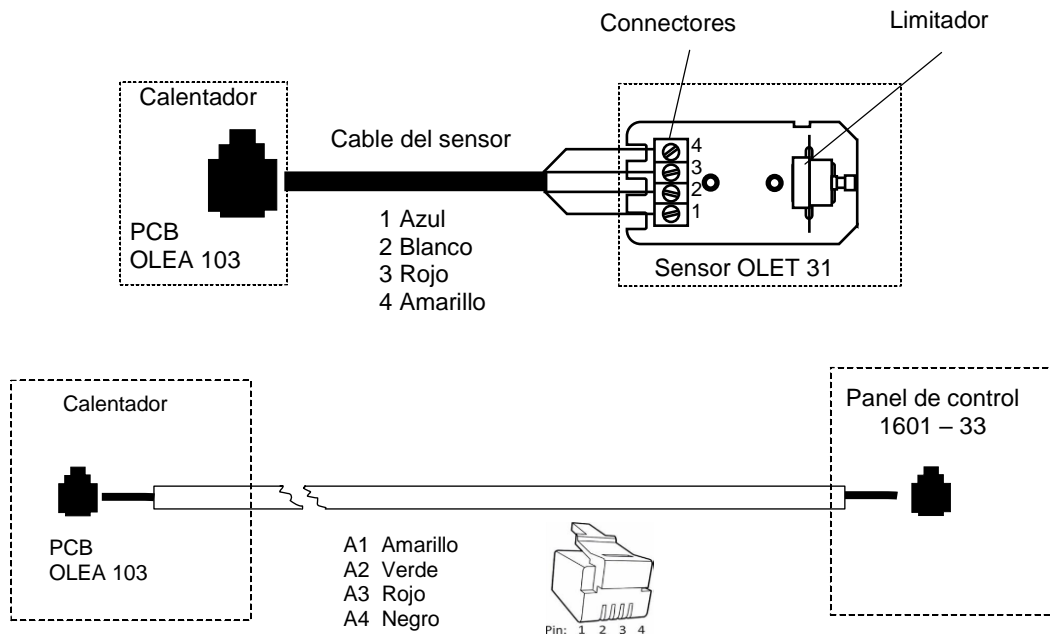 Connectores
Limitador
Calentador
Cable del sensor
4
3
2
1
PCB
OLEA 103
1 Azul
2 Blanco
3 Rojo
4 Amarillo
Sensor OLET 31
Calentador
Panel de control
1601 – 33
PCB
OLEA 103
A1 Amarillo
A2 Verde
A3 Rojo
A4 Negro
Pin: 1 2 3 4